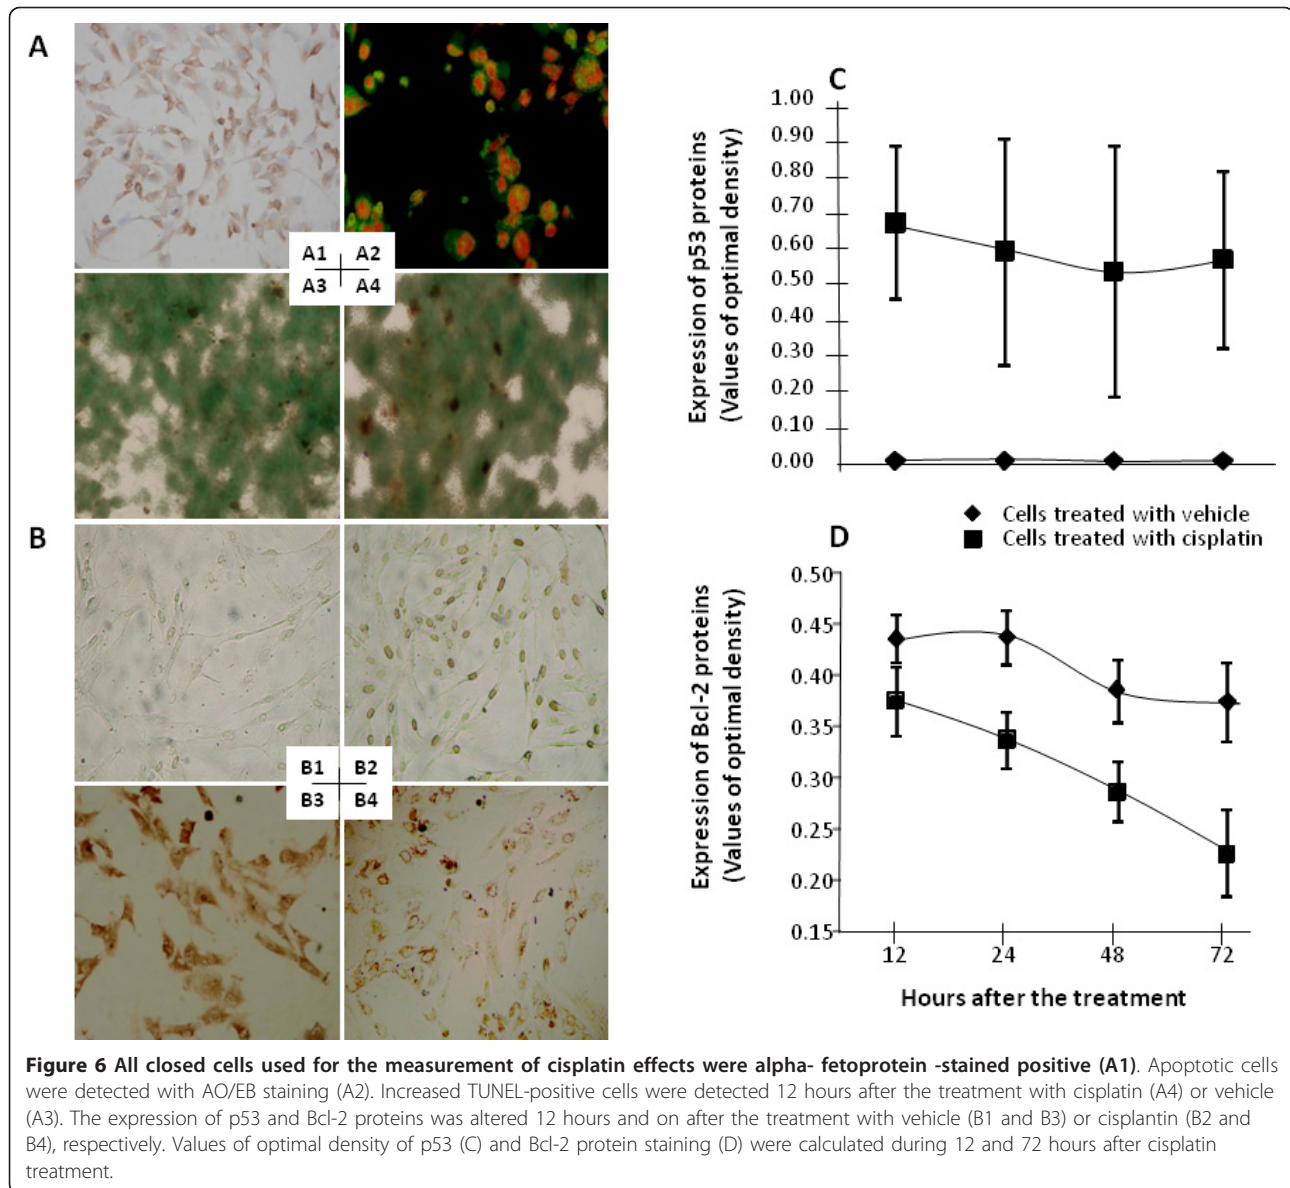 A
A1 A2
A3 A4
B
B1 B2
B3 B4
C
Expression of p53 proteins
(Values of optimal density)
1.00
0.90
0.80
0.70
0.60
0.50
0.40
0.30
0.20
0.10
0.00
Cells treated with vehicle
Cells treated with cisplatin
D
Expression of Bcl-2 proteins
(Values of optimal density)
0.50
0.45
0.40
0.35
0.30
0.25
0.20
0.15
12 24 48 72
Hours after the treatment
Figure 6 All closed cells used for the measurement of cisplatin effects were alpha- fetoprotein -stained positive (A1). Apoptotic cells
were detected with AO/EB staining (A2). Increased TUNEL-positive cells were detected 12 hours after the treatment with cisplatin (A4) or vehicle
(A3). The expression of p53 and Bcl-2 proteins was altered 12 hours and on after the treatment with vehicle (B1 and B3) or cisplantin (B2 and
B4), respectively. Values of optimal density of p53 (C) and Bcl-2 protein staining (D) were calculated during 12 and 72 hours after cisplatin
treatment.